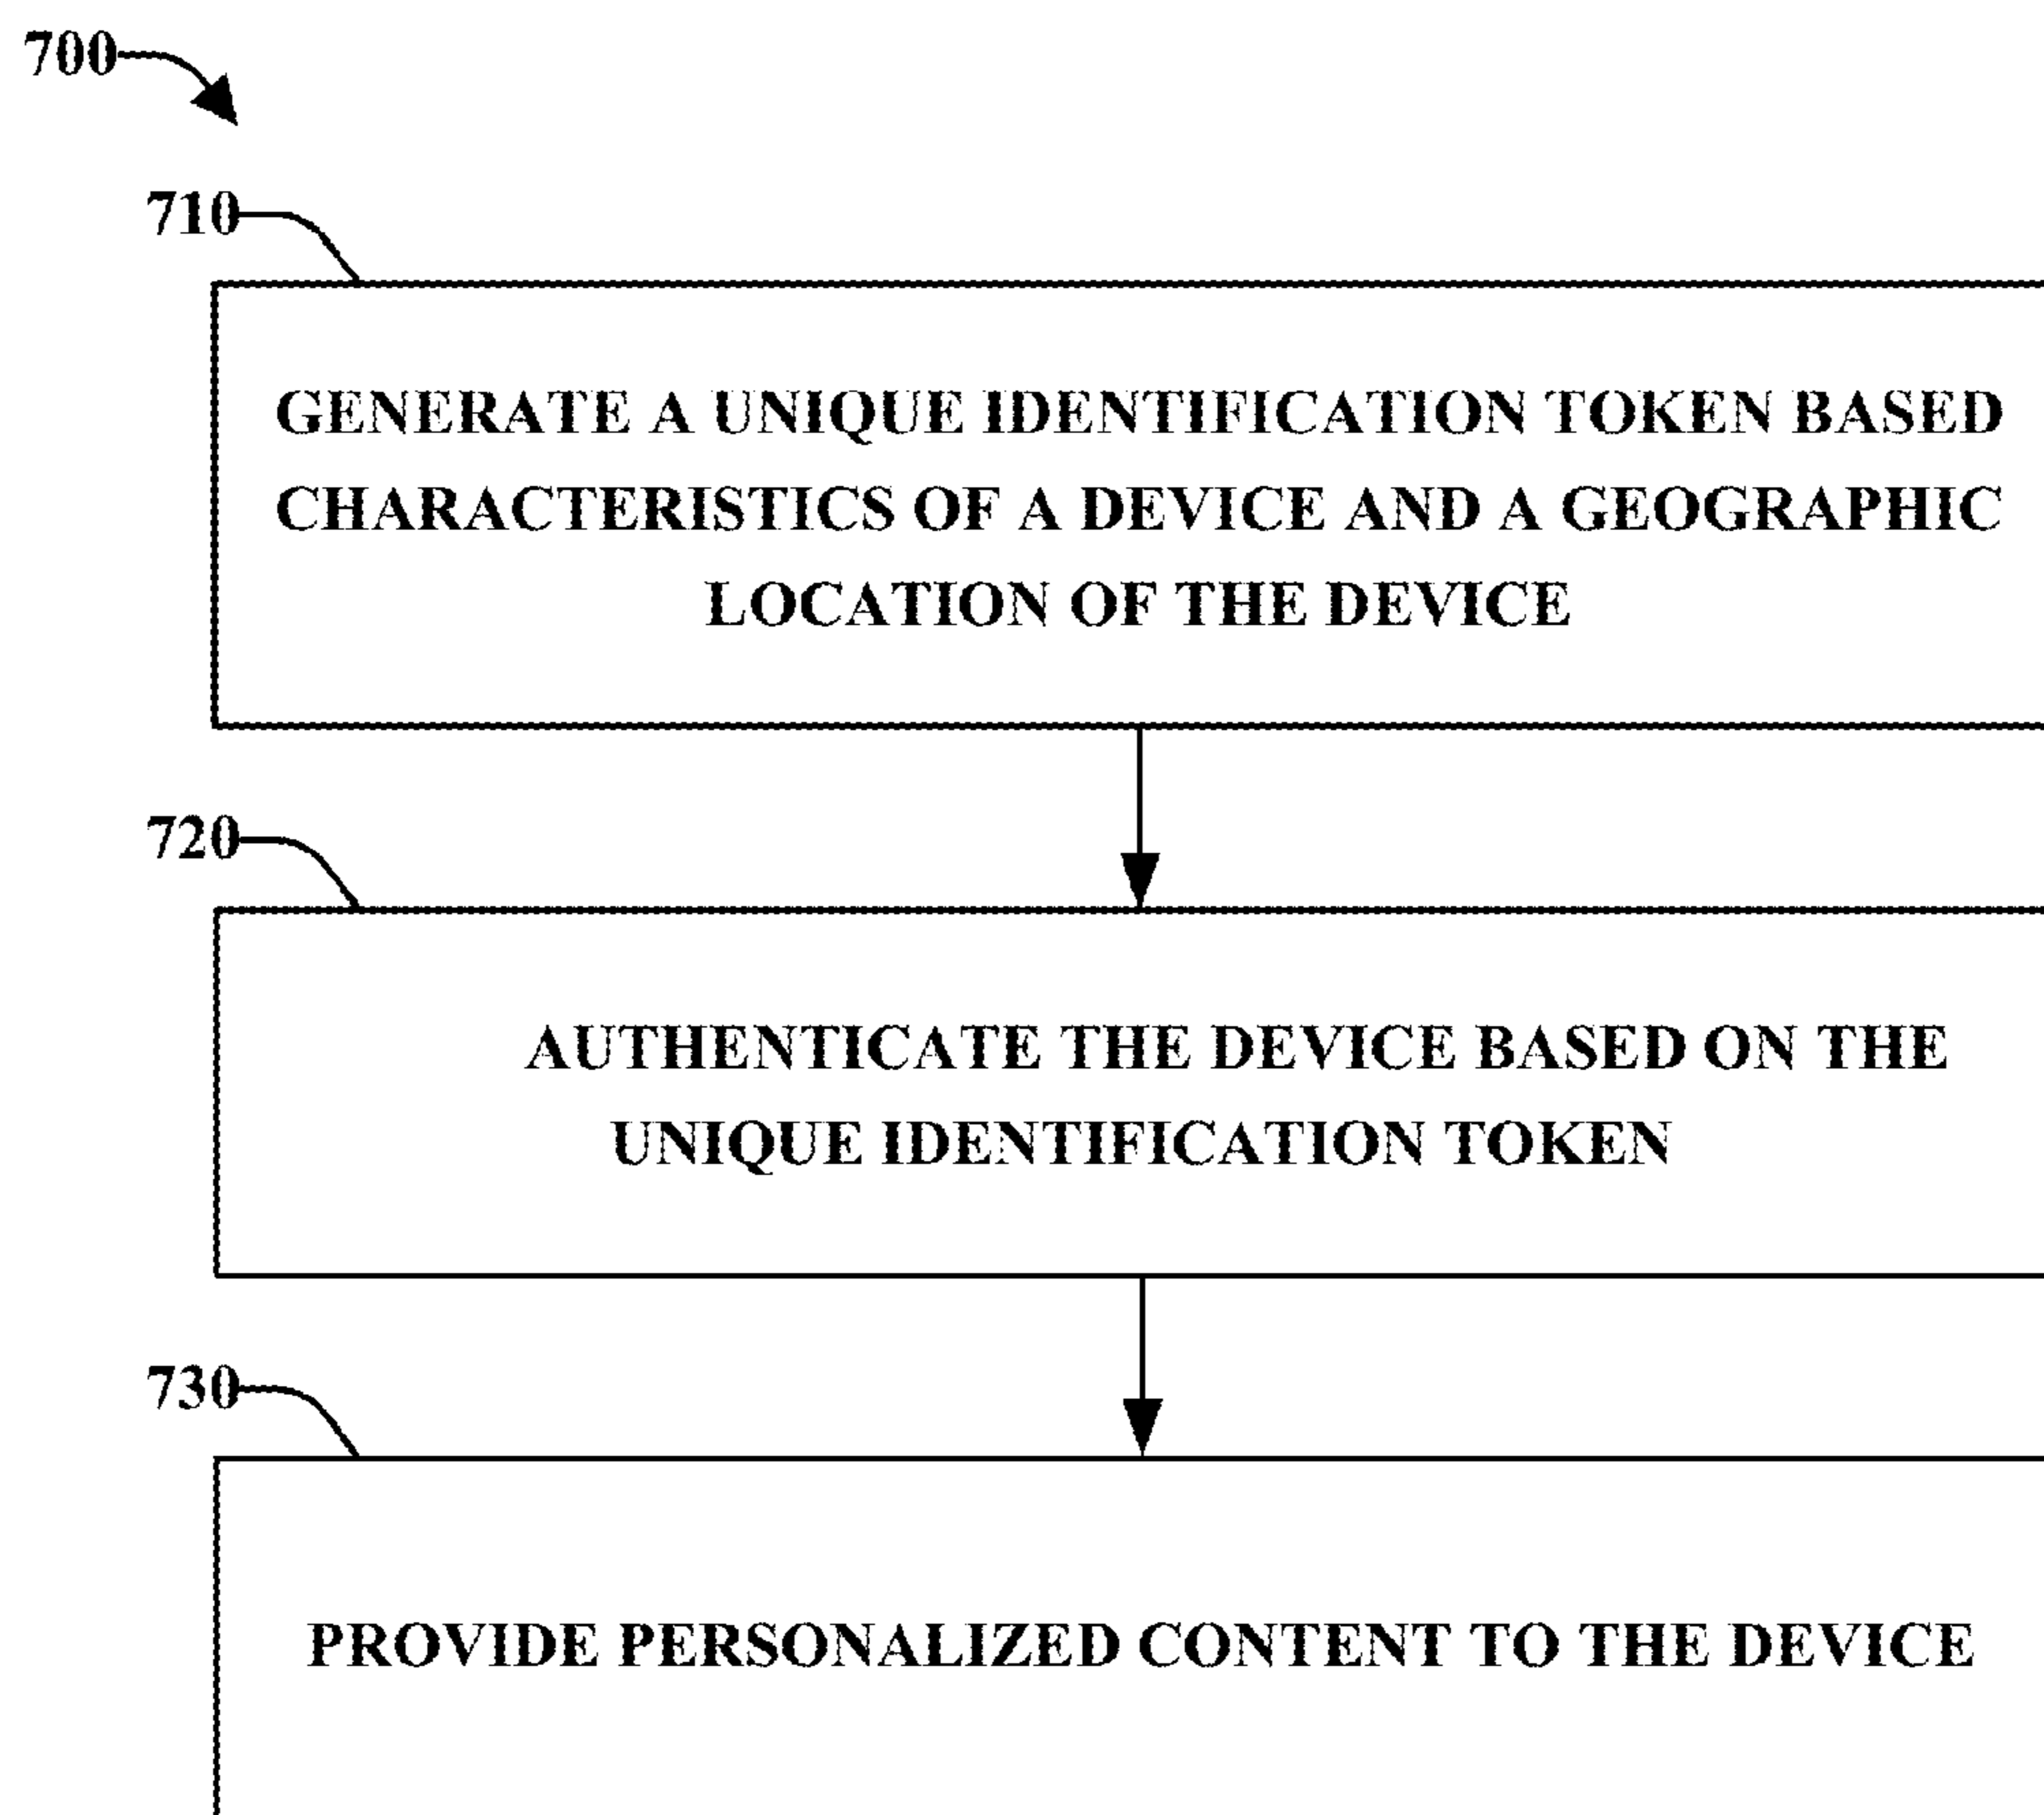 700
710
GENERATE A UNIQUE IDENTIFICATION TOKEN BASED
CHARACTERISTICS OF A DEVICE AND A GEOGRAPHIC
LOCATION OF THE DEVICE
720
AUTHENTICATE THE DEVICE BASED ON THE
UNIQUE IDENTIFICATION TOKEN
730
PROVIDE PERSONALIZED CONTENT TO THE DEVICE